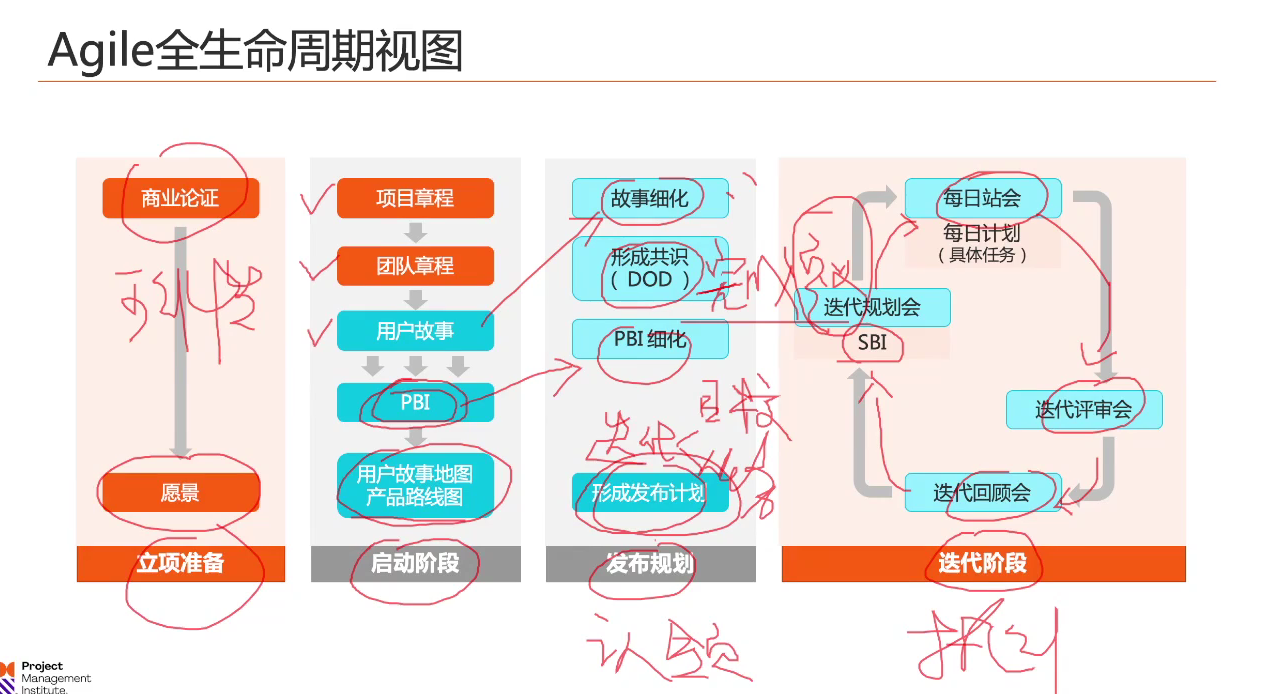 Agile全生命周期视图
商业论证
愿景
立项准备
项目章程
团队章程
用户故事
PBI
用户故事地图
产品路线图
启动阶段
故事细化
形成共识
（ DOD ）
PBI 细化
形成发布计划
发布规划
每日站会
每日计划
（ 具体任务 ）
迭代规划会
SBI
迭代评审会
迭代回顾会
迭代阶段
目标
迭代
Project
Management
Institute.